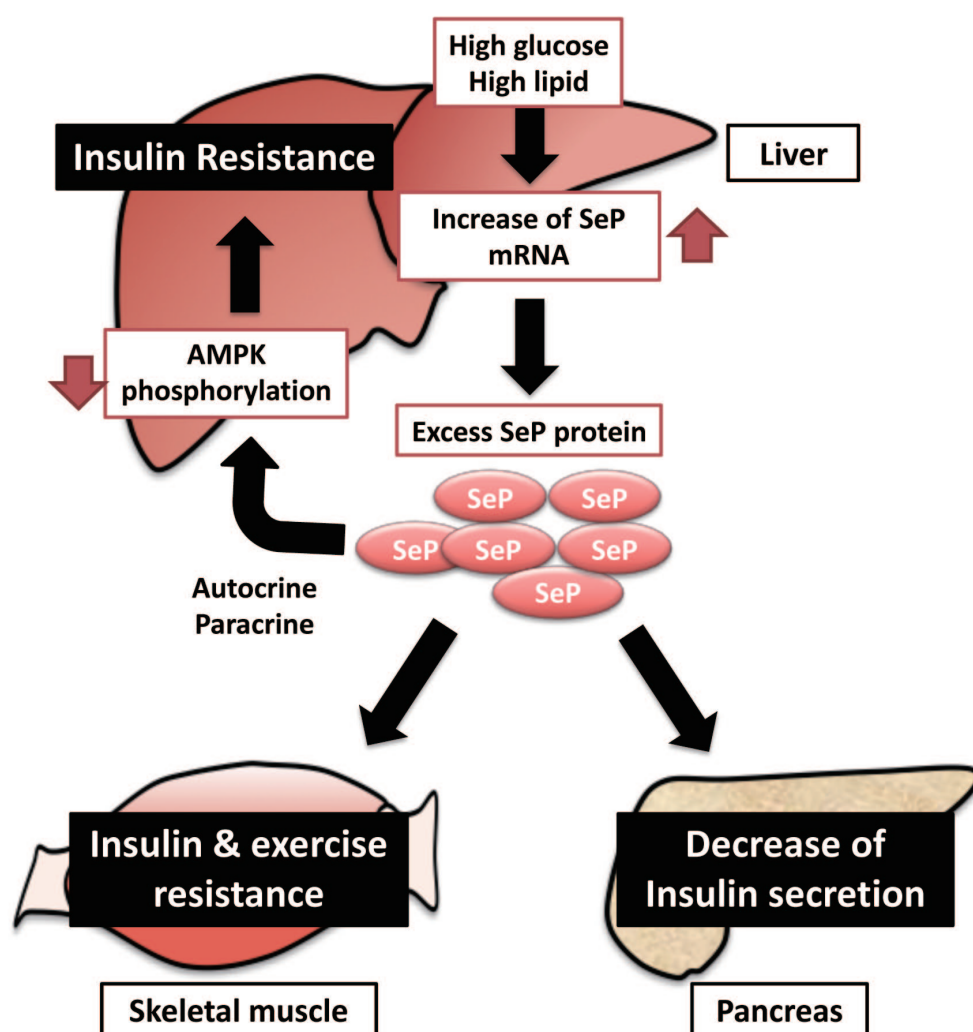 High glucose
High lipid
Insulin Resistance
Liver
Increase of SeP
mRNA
AMPK
phosphorylation
Excess SeP protein
SeP
SeP
SeP
SeP
SeP
SeP
Autocrine
Paracrine
Insulin & exercise
resistance
Decrease of
Insulin secretion
Skeletal muscle
Pancreas